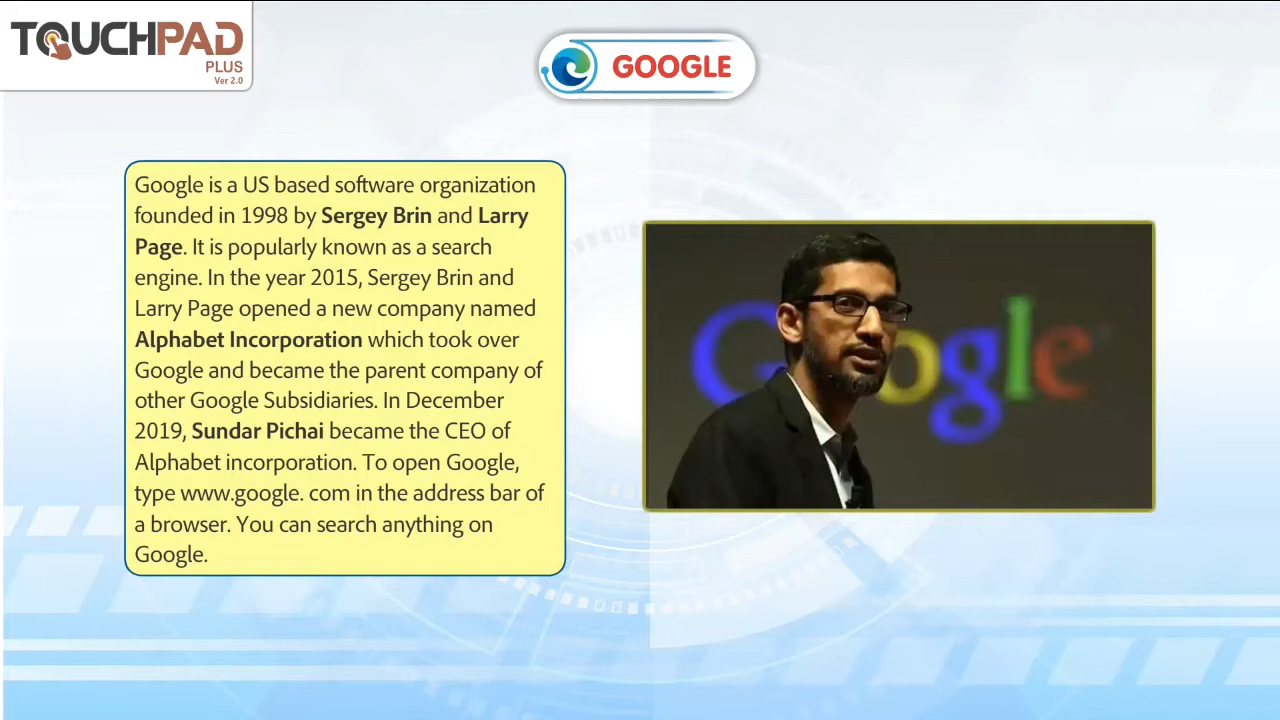 TOUCHPAD
PLUS
Ver 2.0
GOOGLE
Google is a US based software organization
founded in 1998 by Sergey Brin and Larry
Page. It is popularly known as a search
engine. In the year 2015, Sergey Brin and
Larry Page opened a new company named
Alphabet Incorporation which took over
Google and became the parent company of
other Google Subsidiaries. In December
2019, Sundar Pichai became the CEO of
Alphabet incorporation. To open Google,
type www.google. com in the address bar of
a browser. You can search anything on
Google.
Google